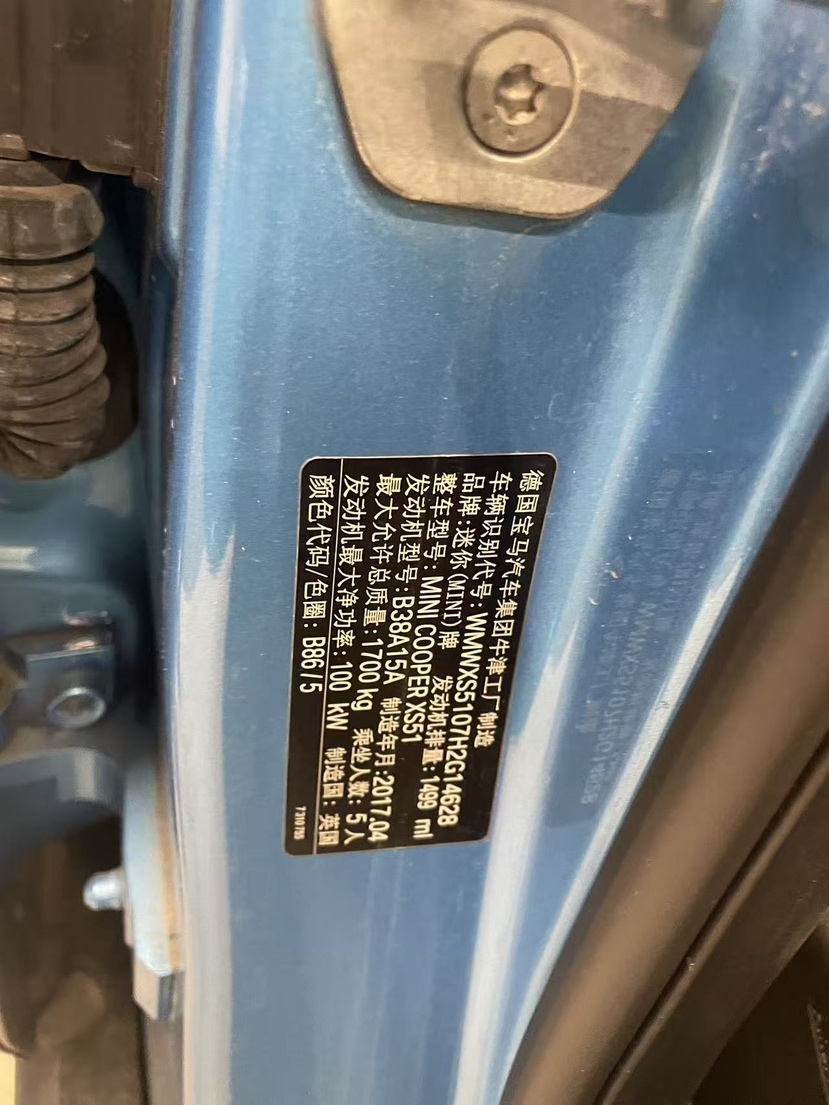 德国宝马汽车集团牛津工厂制造
车辆识别代号: WMWXS5107H2G14628
品牌:迷你(MINI)牌 发动机排量: 1499 ml
整车型号: MINI COOPER XS51
发动机型号: B38A15A 制造年月:2017.04
最大允许总质量:1700 kg 乘坐人数: 5人
发动机最大净功率: 100 kW 制造国: 英国
颜色代码/色圈: B86/5
7310755